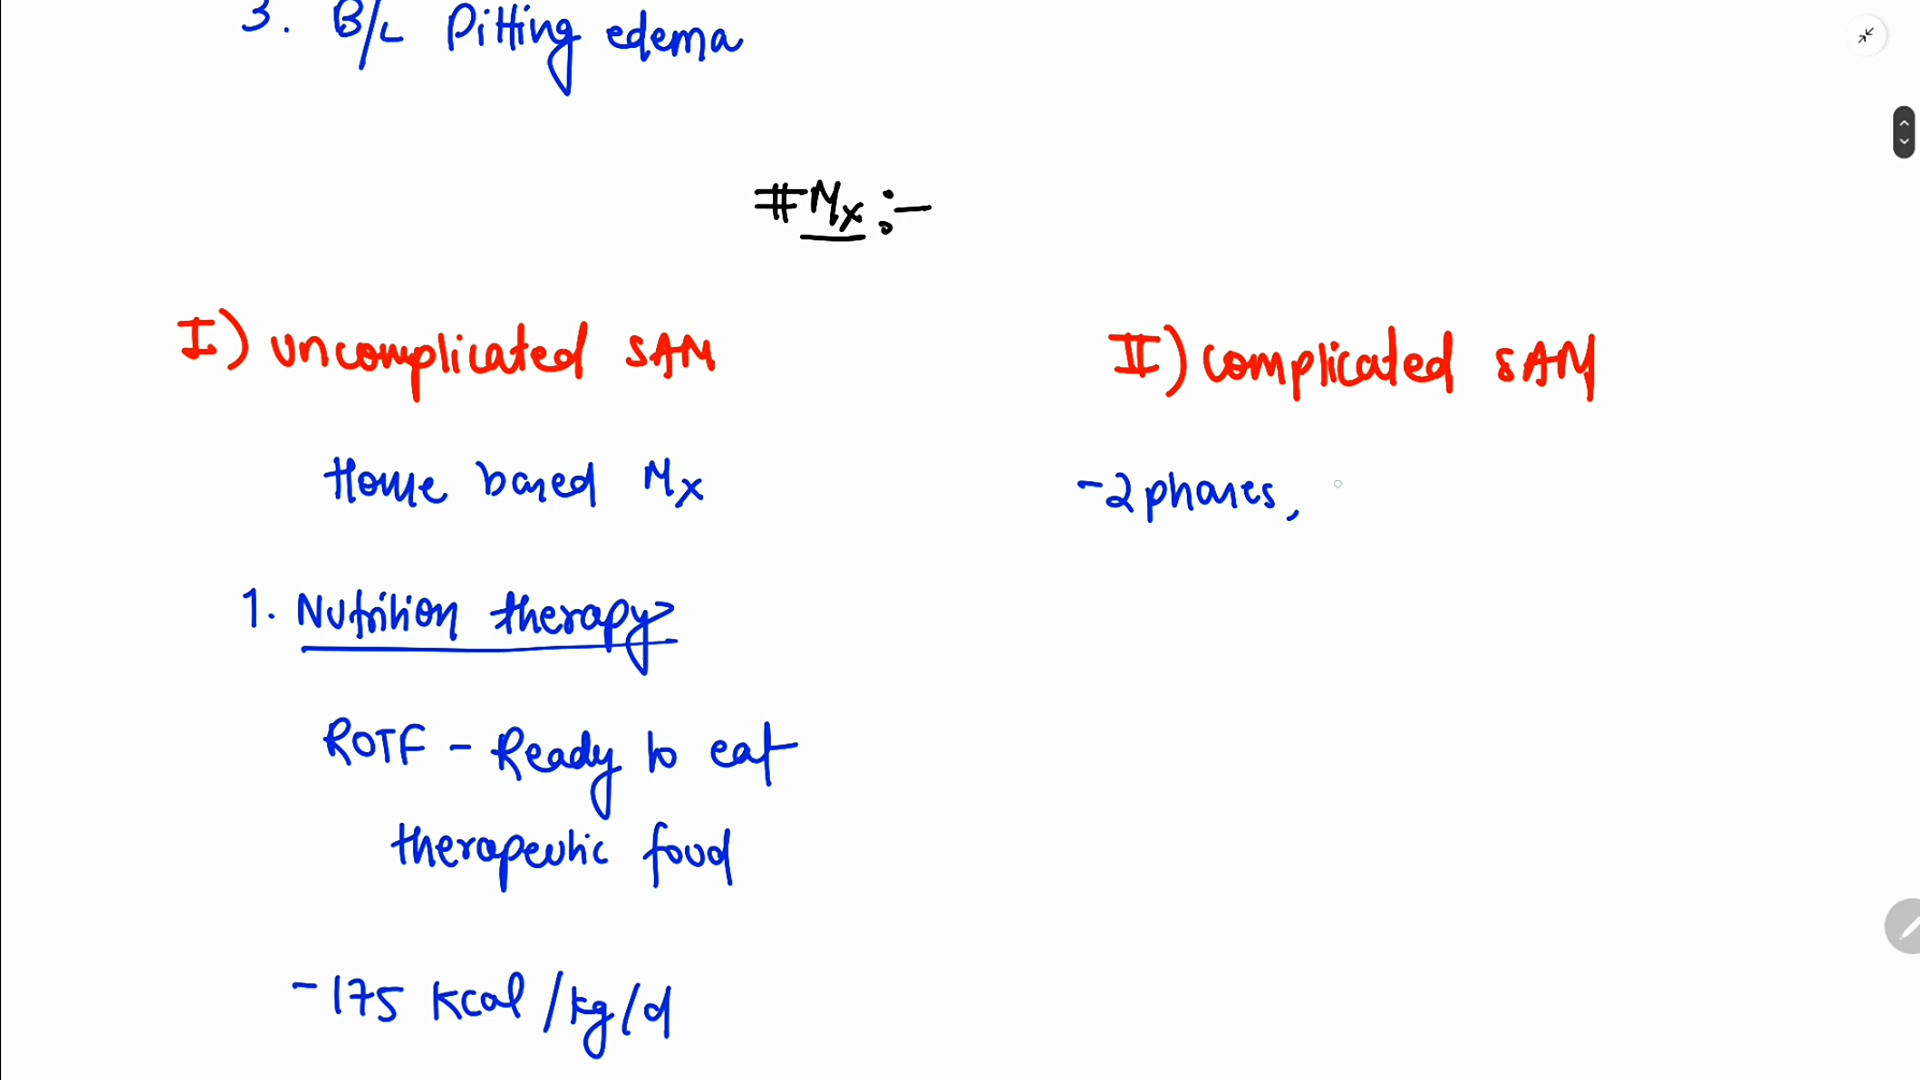 3. B/L Pitting edema
#Mx :-
I) uncomplicated SAM
Home based Mx
1. Nutrition therapy
ROTF - Ready to eat
therapeutic food
- 175 Kcal/kg/d
II) complicated SAM
- 2 phases,